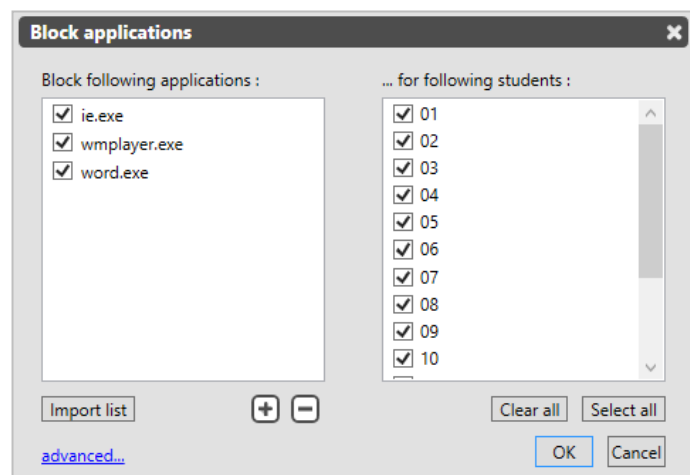 Block applications
Block following applications :
ie.exe
wmplayer.exe
word.exe
... for following students :
01
02
03
04
05
06
07
08
09
10
Import list
Clear all
Select all
advanced...
OK
Cancel